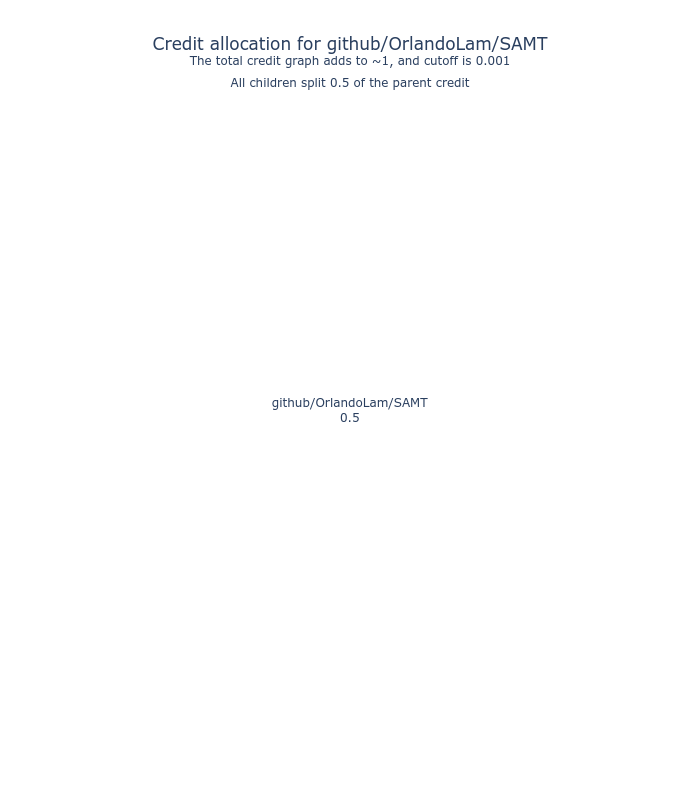 Credit allocation for github/OrlandoLam/SAMT
The total credit graph adds to ~1, and cutoff is 0.001
All children split 0.5 of the parent credit
github/OrlandoLam/SAMT
0.5